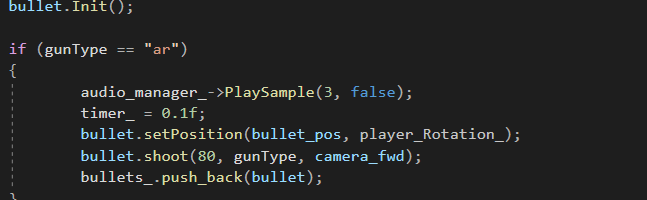 bullet.Init();
if (gunType == "ar")
{
audio_manager_->PlaySample(3, false);
timer_ = 0.1f;
bullet.setPosition(bullet_pos, player_Rotation_);
bullet.shoot(80, gunType, camera_fwd);
bullets_.push_back(bullet);
}